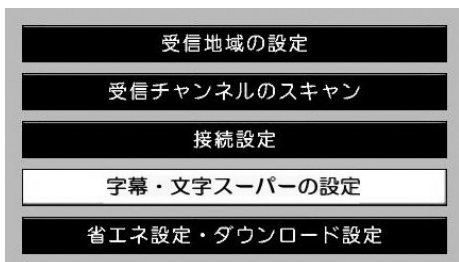 受信地域の設定
受信チャンネルのスキャン
接続設定
字幕・文字スーパーの設定
省エネ設定・ダウンロード設定